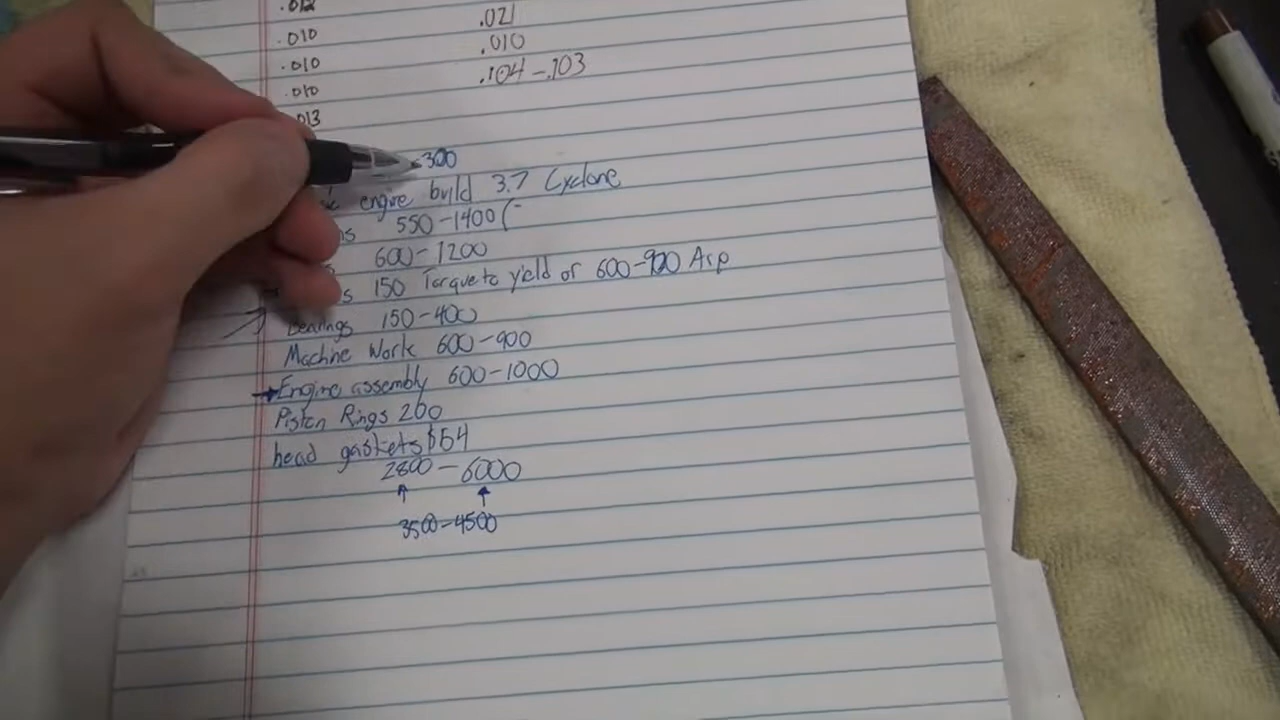 .012
.010 .021
.010 .010
.010 .104 - .103
.013
300
engine build 3.7 Cyclone
550-1400 (
600-1200
150 Torque to yield or 600-900 Arp
Bearings 150-400
Machine Work 600-900
Engine assembly 600-1000
Piston Rings 200
head gaskets $64
2800 - 6000
3500-4500